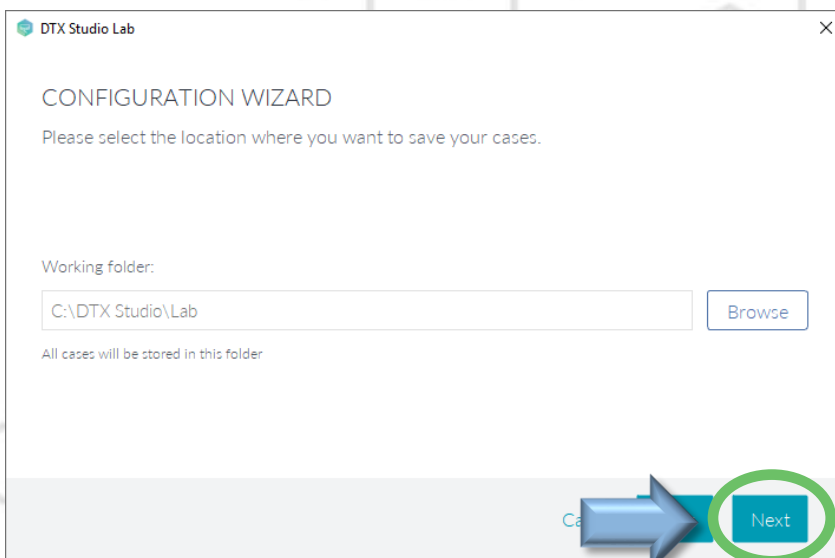 DTX Studio Lab
CONFIGURATION WIZARD
Please select the location where you want to save your cases.
Working folder:
C:\DTX Studio\Lab
Browse
All cases will be stored in this folder
Next